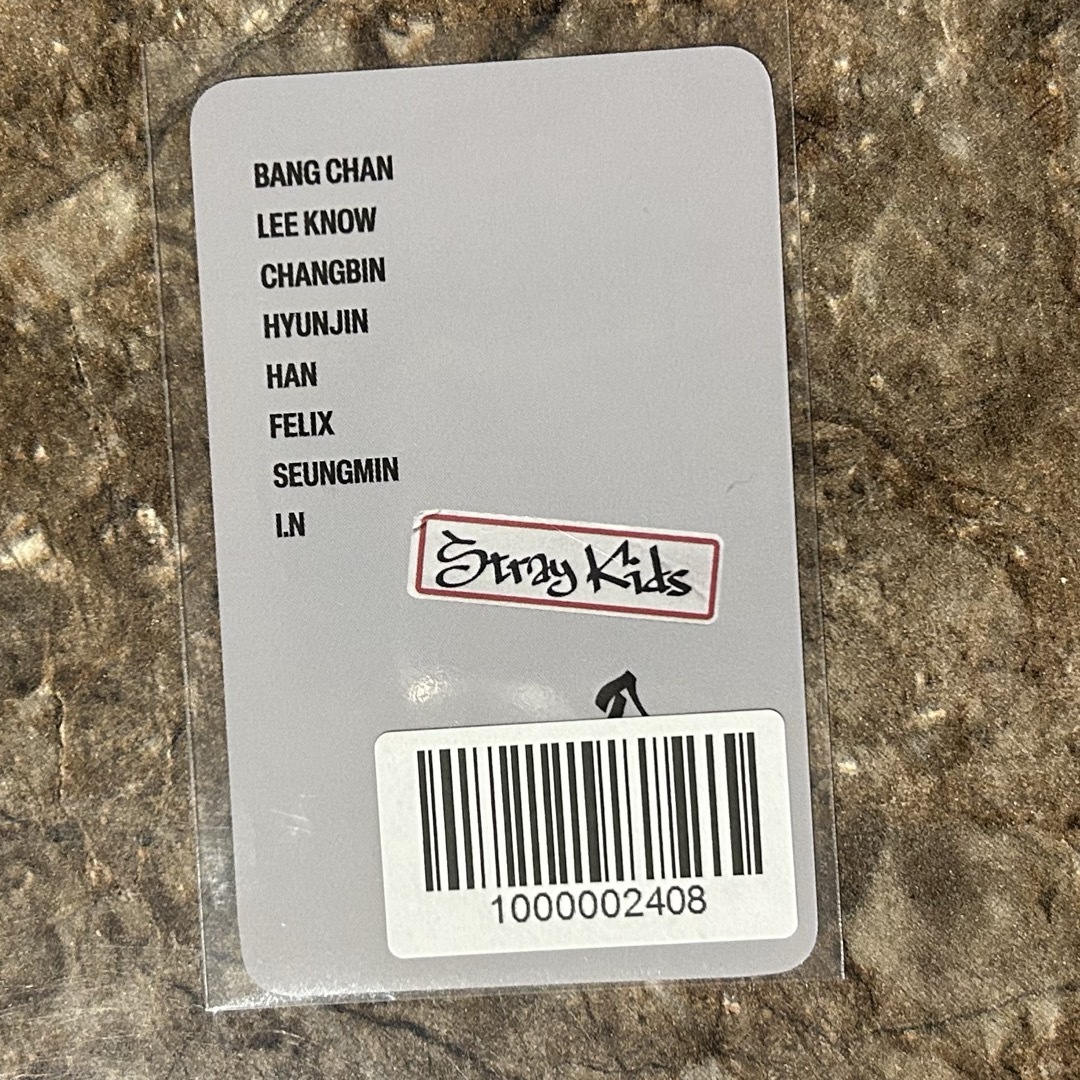 BANG CHAN
LEE KNOW
CHANGBIN
HYUNJIN
HAN
FELIX
SEUNGMIN
I.N
Stray Kids
1000002408